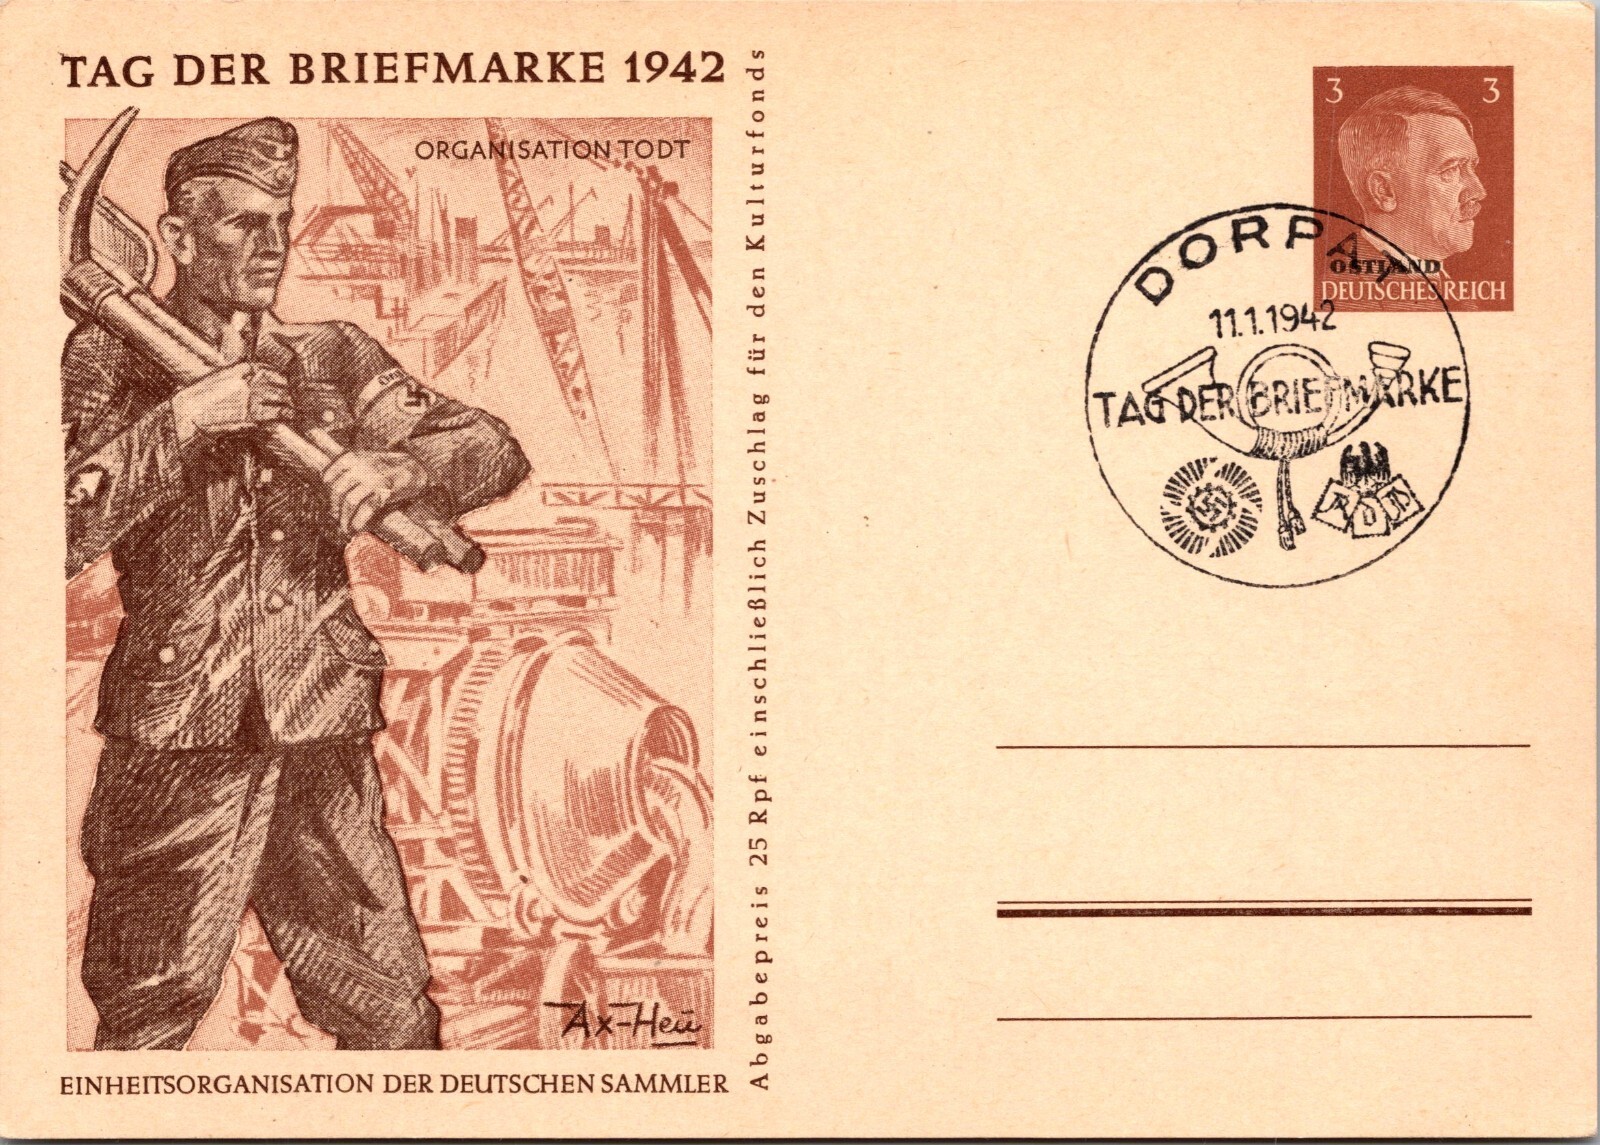 TAG DER BRIEFMARKE 1942
ORGANISATION TODT
Ax-Heu
EINHEITSORGANISATION DER DEUTSCHEN SAMMLER
Abgabepreis 25 Rpf einschließlich Zuschlag für den Kulturfonds
3 3
OSTLAND
DEUTSCHES REICH
DORPAT
11.1.1942
TAG DER BRIEFMARKE